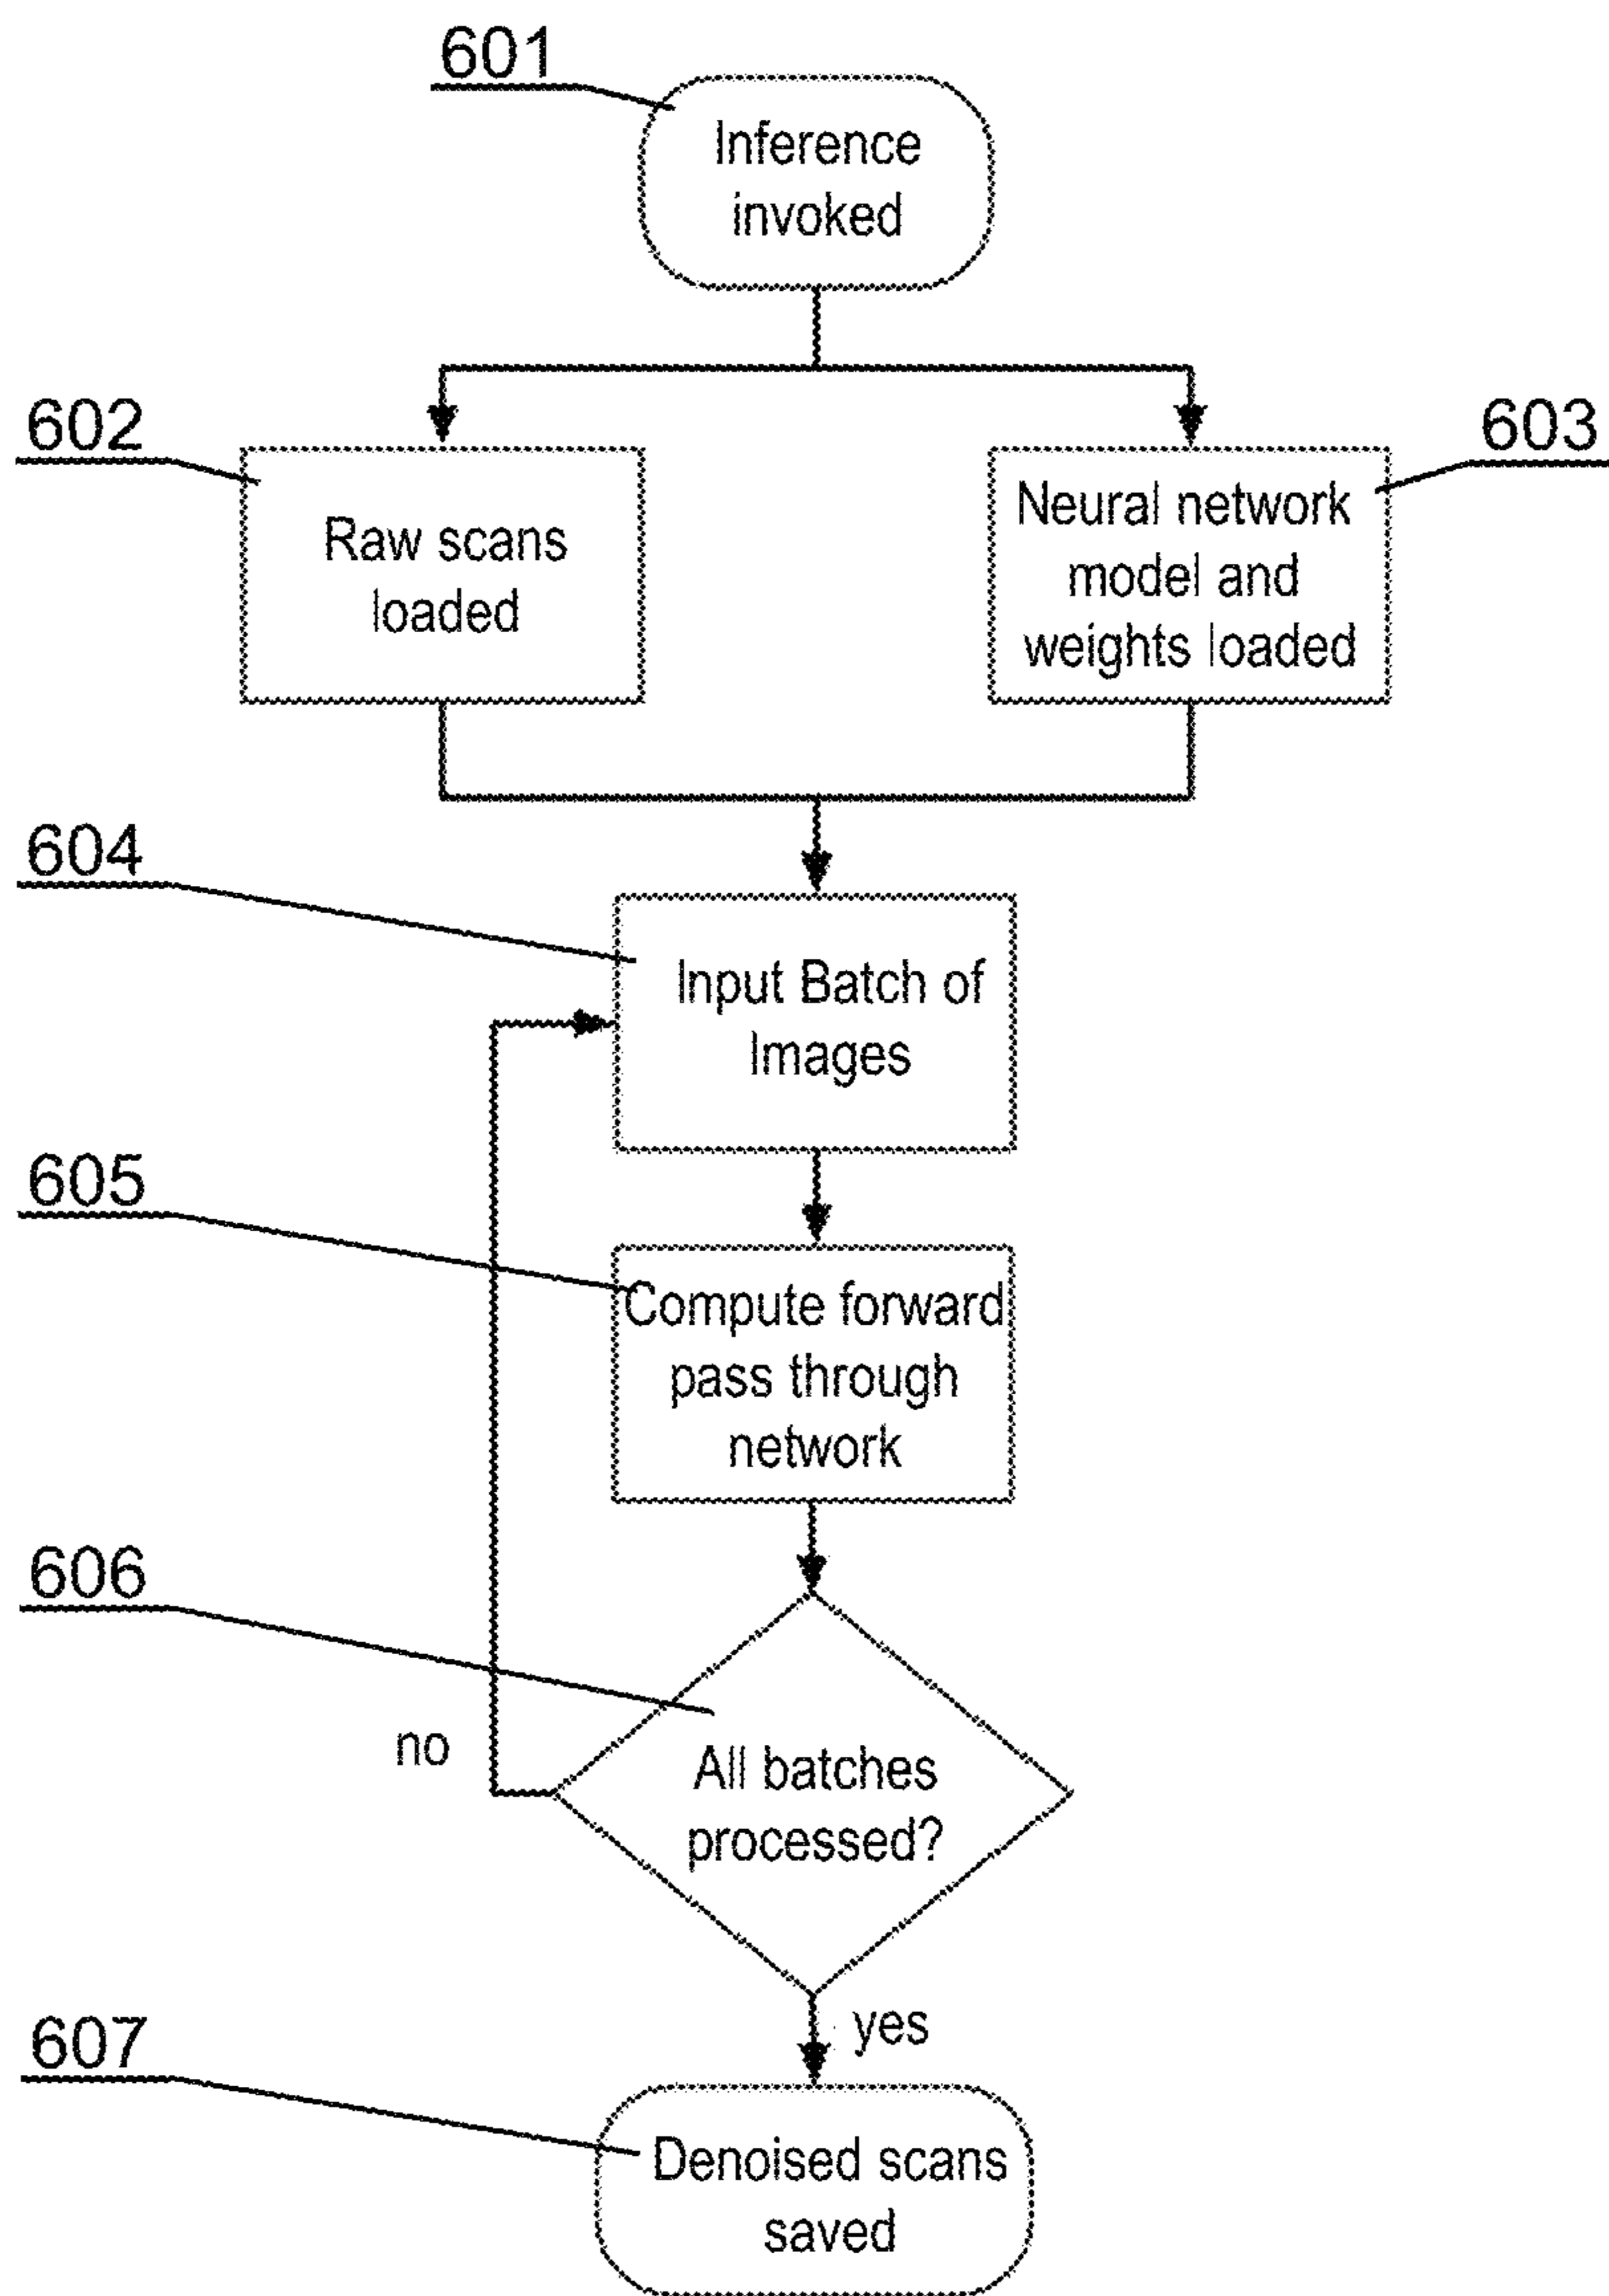 601
Inference
invoked
602
603
Raw scans
loaded
Neural network
model and
weights loaded
604
Input Batch of
Images
605
Compute forward
pass through
network
606
no
All batches
processed?
yes
607
Denoised scans
saved